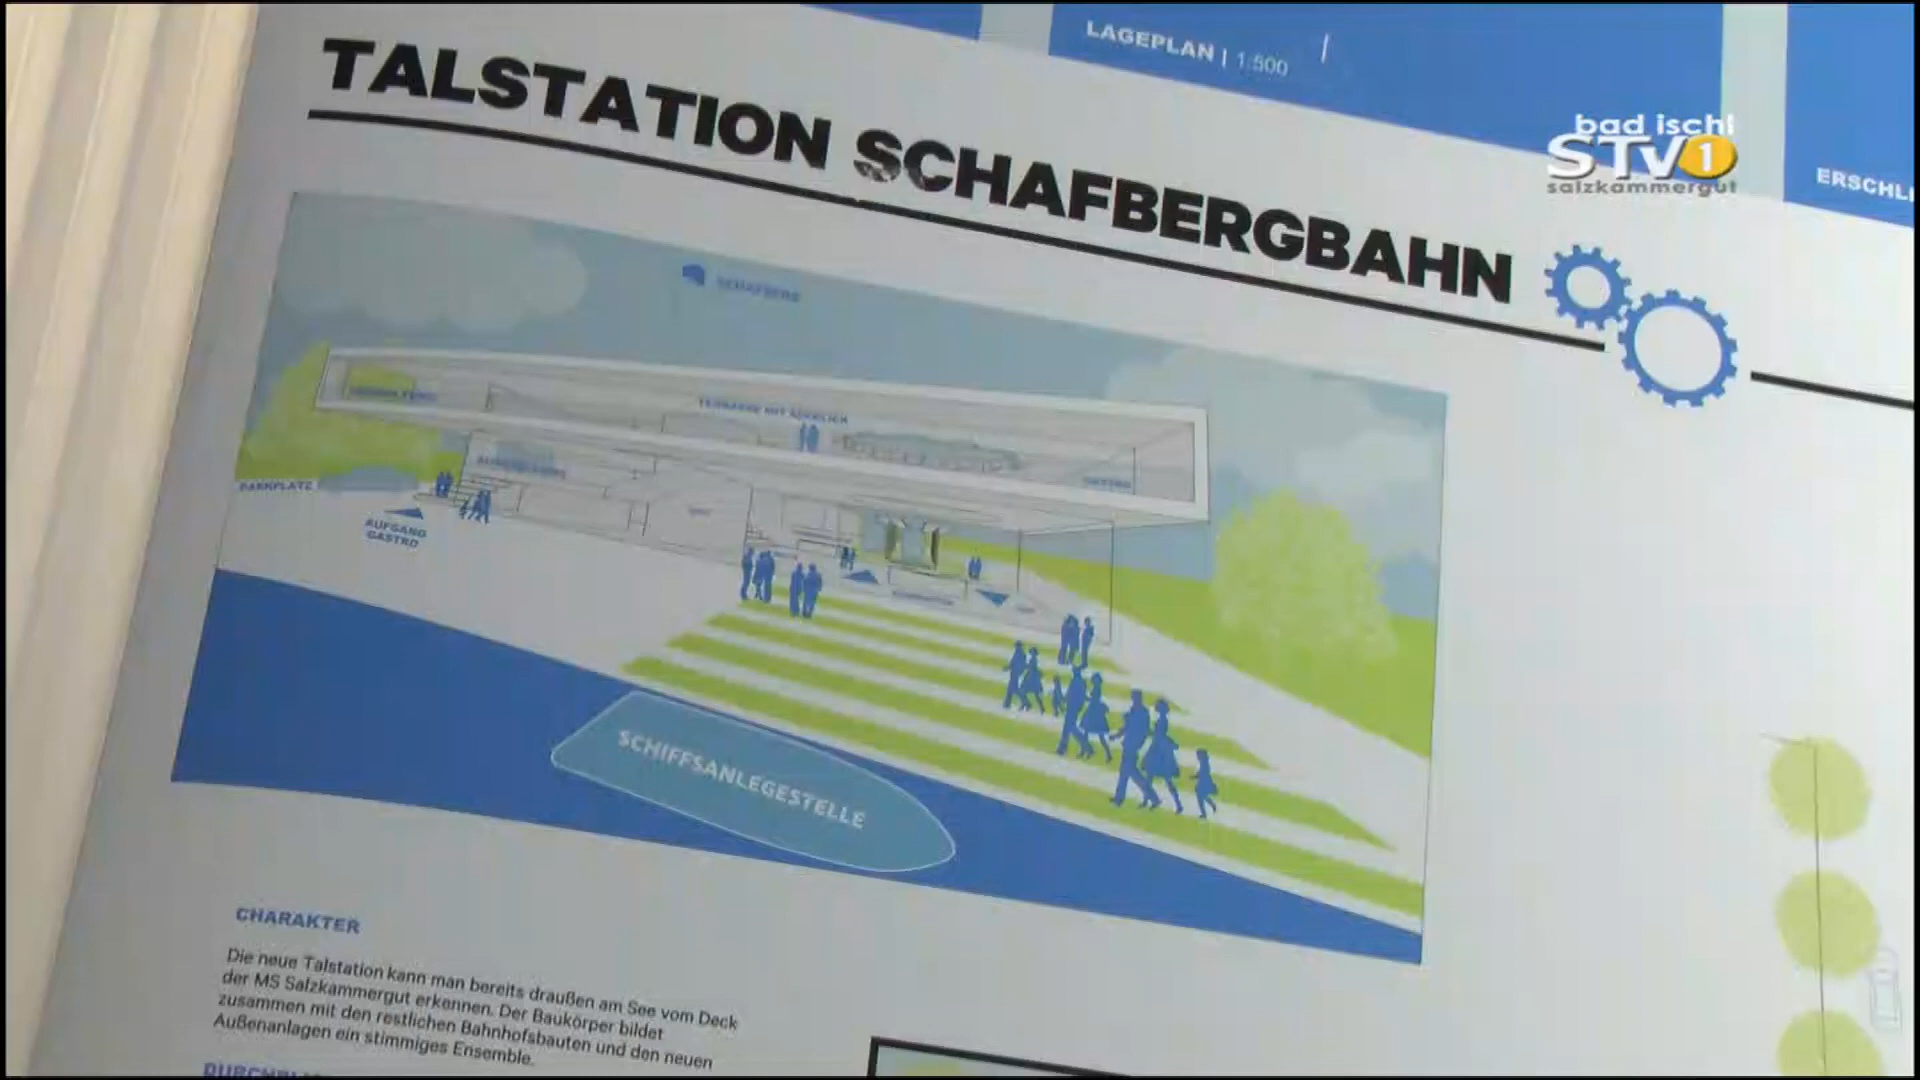 LAGEPLAN | 1:500
TALSTATION SCHAFBERGBAHN
bad ischl
STV1
salzkammergut
SCHAFBERG
TERRASSE MIT
PARKPLATZ
AUFGANG
GASTRO
SCHIFFSANLEGESTELLE
CHARAKTER
Die neue Talstation kann man bereits draußen am See vom Deck
der MS Salzkammergut erkennen. Der Baukörper bildet
zusammen mit den restlichen Bahnhofsbauten und den neuen
Außenanlagen ein stimmiges Ensemble.